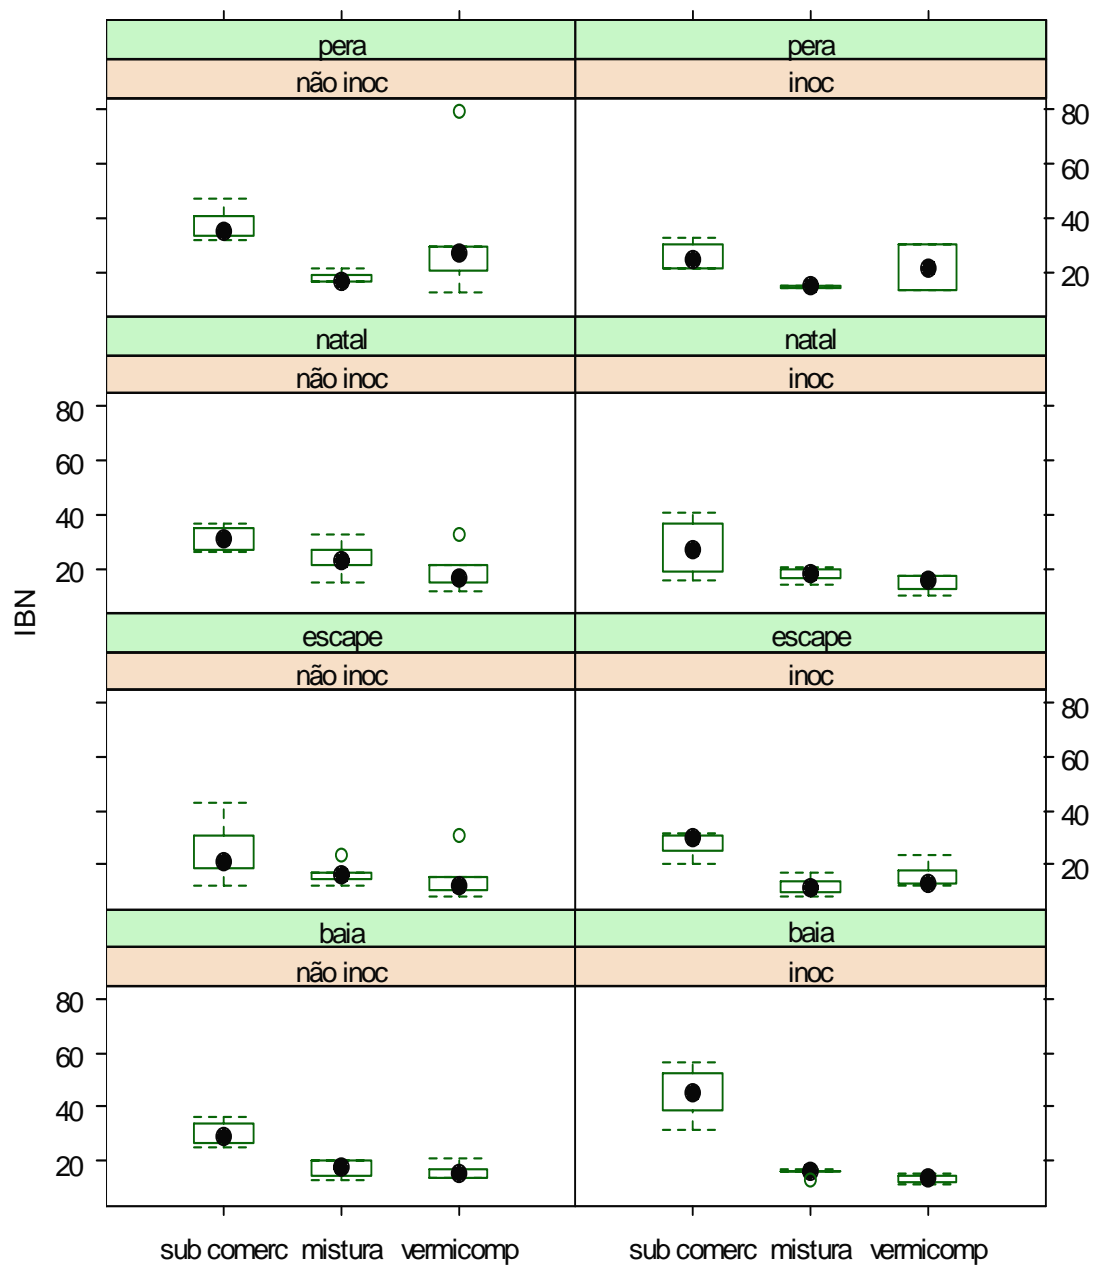 pera pera
não inoc inoc
80
60
40
20
natal natal
não inoc inoc
80
60
40
20
IBN
escape escape
não inoc inoc
80
60
40
20
baia baia
não inoc inoc
80
60
40
20
sub comerc mistura vermicomp sub comerc mistura vermicomp